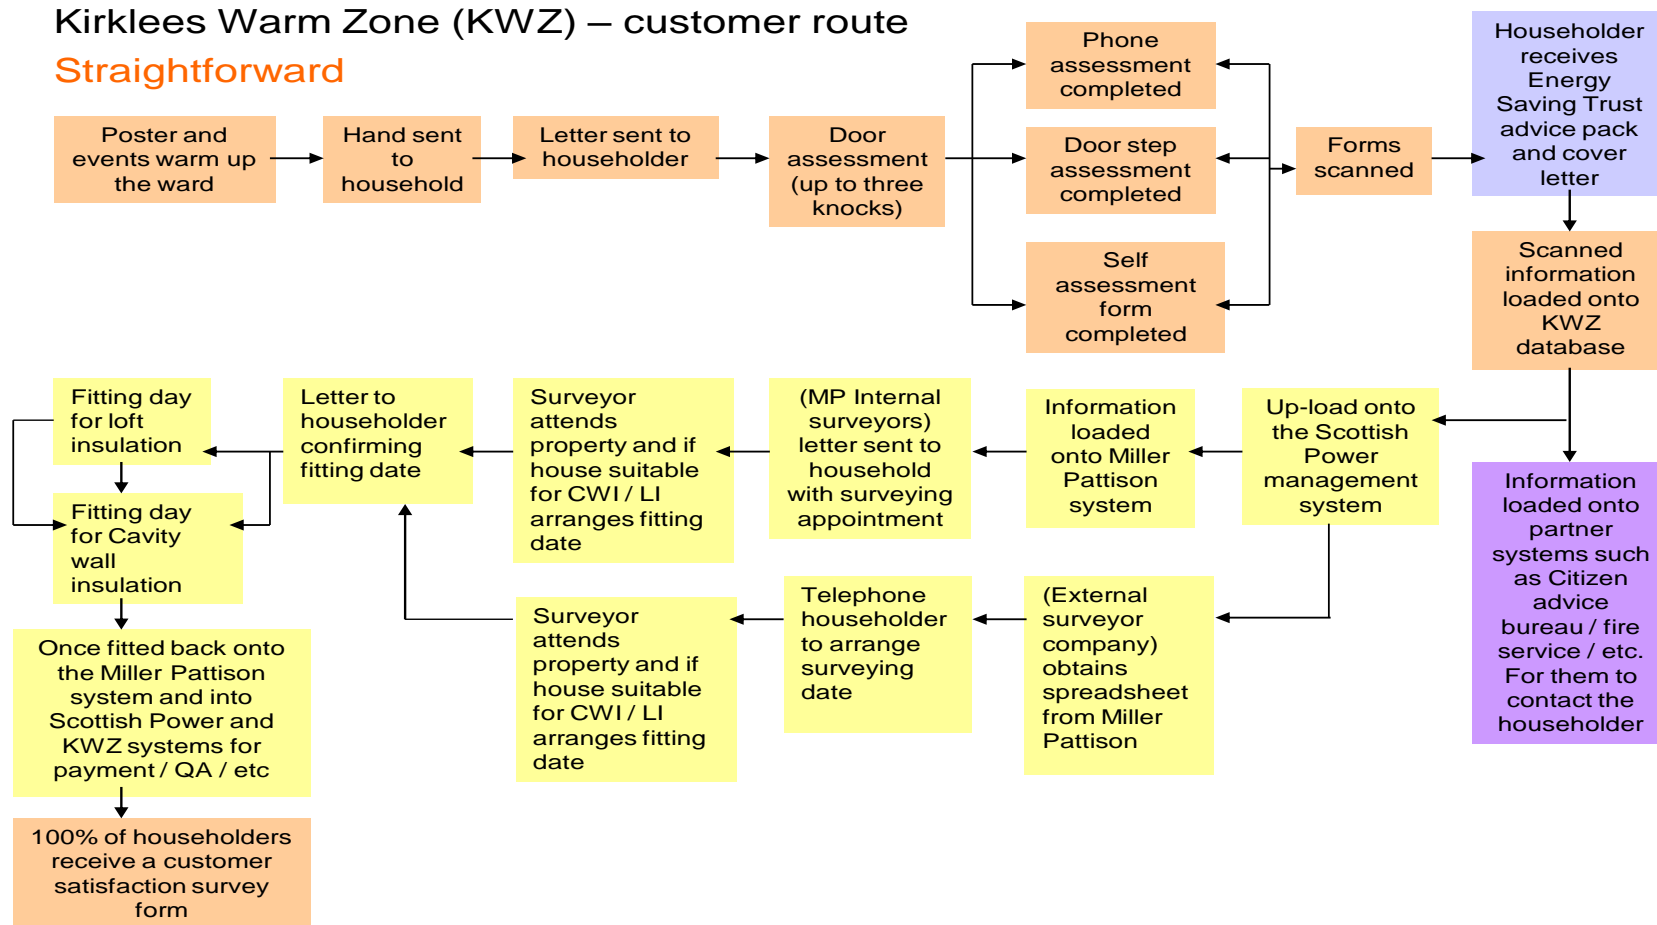 Kirklees Warm Zone (KWZ) – customer route
Straightforward
Poster and
events warm up
the ward
Hand sent
to
household
Letter sent to
householder
Door
assessment
(up to three
knocks)
Phone
assessment
completed
Door step
assessment
completed
Self
assessment
form
completed
Forms
scanned
Householder
receives
Energy
Saving Trust
advice pack
and cover
letter
Scanned
information
loaded onto
KWZ
database
Information
loaded onto
partner
systems such
as Citizen
advice
bureau / fire
service / etc.
For them to
contact the
householder
Up-load onto
the Scottish
Power
management
system
Information
loaded
onto Miller
Pattison
system
(MP Internal
surveyors)
letter sent to
household
with surveying
appointment
Surveyor
attends
property and if
house suitable
for CWI / LI
arranges fitting
date
Letter to
householder
confirming
fitting date
Fitting day
for loft
insulation
Fitting day
for Cavity
wall
insulation
(External
surveyor
company)
obtains
spreadsheet
from Miller
Pattison
Telephone
householder
to arrange
surveying
date
Surveyor
attends
property and if
house suitable
for CWI / LI
arranges fitting
date
Once fitted back onto
the Miller Pattison
system and into
Scottish Power and
KWZ systems for
payment / QA / etc
100% of householders
receive a customer
satisfaction survey
form